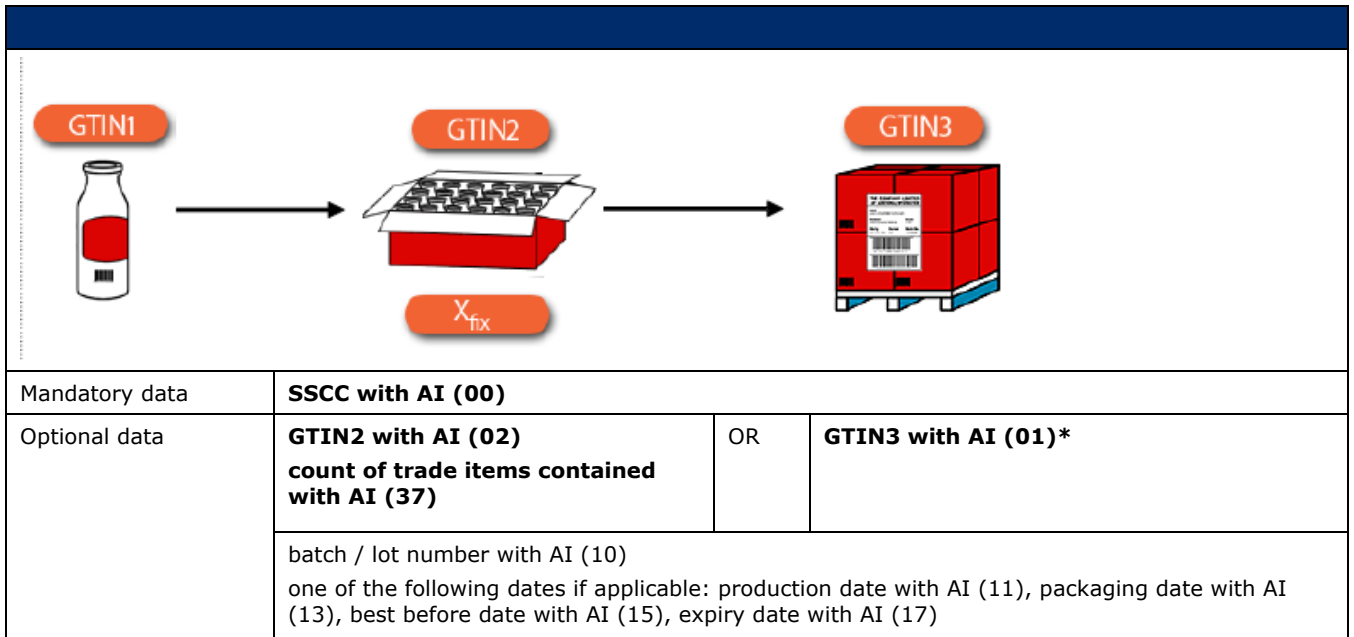 GTIN1
GTIN2
GTIN3
X fix
Mandatory data
SSCC with AI (00)
Optional data
GTIN2 with AI (02)
count of trade items contained
with AI (37)
OR
GTIN3 with AI (01)*
batch / lot number with AI (10)
one of the following dates if applicable: production date with AI (11), packaging date with AI
(13), best before date with AI (15), expiry date with AI (17)